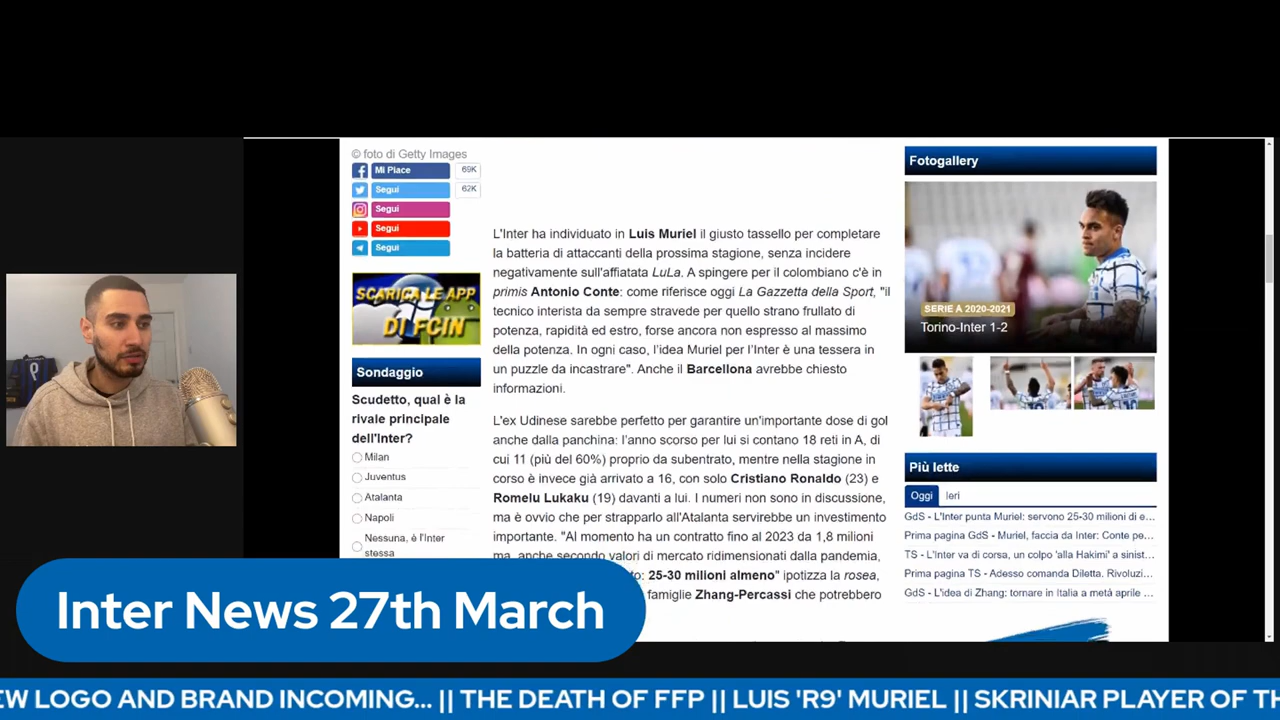 © foto di Getty Images
Mi Piace
69K
Segui
62K
Segui
Segui
Segui
SCARICA LE APP
DI FCIN
Sondaggio
Scudetto, qual è la
rivale principale
dell'Inter?
Milan
Juventus
Atalanta
Napoli
Nessuna, è l'Inter
stessa
L'Inter ha individuato in Luis Muriel il giusto tassello per completare
la batteria di attaccanti della prossima stagione, senza incidere
negativamente sull'affiatata LuLa. A spingere per il colombiano c'è in
primis Antonio Conte: come riferisce oggi La Gazzetta della Sport, "il
tecnico interista da sempre stravede per quello strano frullato di
potenza, rapidità ed estro, forse ancora non espresso al massimo
della potenza. In ogni caso, l'idea Muriel per l'Inter è una tessera in
un puzzle da incastrare". Anche il Barcellona avrebbe chiesto
informazioni.
L'ex Udinese sarebbe perfetto per garantire un'importante dose di gol
anche dalla panchina: l'anno scorso per lui si contano 18 reti in A, di
cui 11 (più del 60%) proprio da subentrato, mentre nella stagione in
corso è invece già arrivato a 16, con solo Cristiano Ronaldo (23) e
Romelu Lukaku (19) davanti a lui. I numeri non sono in discussione,
ma è ovvio che per strapparlo all'Atalanta servirebbe un investimento
importante. "Al momento ha un contratto fino al 2023 da 1,8 milioni
ma, anche secondo valori di mercato ridimensionati dalla pandemia,
to: 25-30 milioni almeno" ipotizza la rosea,
famiglie Zhang-Percassi che potrebbero
Fotogallery
SERIE A 2020-2021
Torino-Inter 1-2
Più lette
Oggi Ieri
GdS - L'Inter punta Muriel: servono 25-30 milioni di e...
Prima pagina GdS - Muriel, faccia da Inter: Conte pe...
TS - L'Inter va di corsa, un colpo 'alla Hakimi' a sinist...
Prima pagina TS - Adesso comanda Diletta. Rivoluzi...
GdS - L'idea di Zhang: tornare in Italia a metà aprile ...
Inter News 27th March
EW LOGO AND BRAND INCOMING... || THE DEATH OF FFP || LUIS 'R9' MURIEL || SKRINIAR PLAYER OF TH